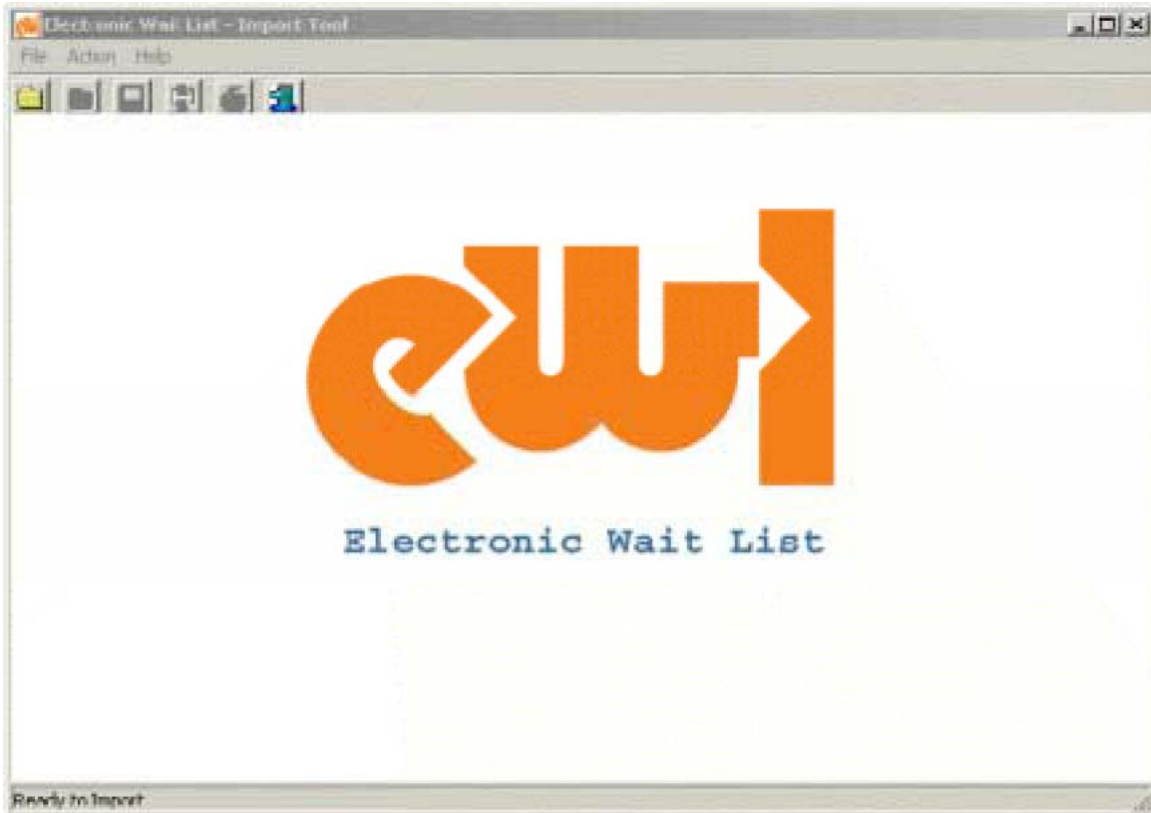 Electronic Wait List - Import Tool
File Action Help
ewl
Electronic Wait List
Ready to Import